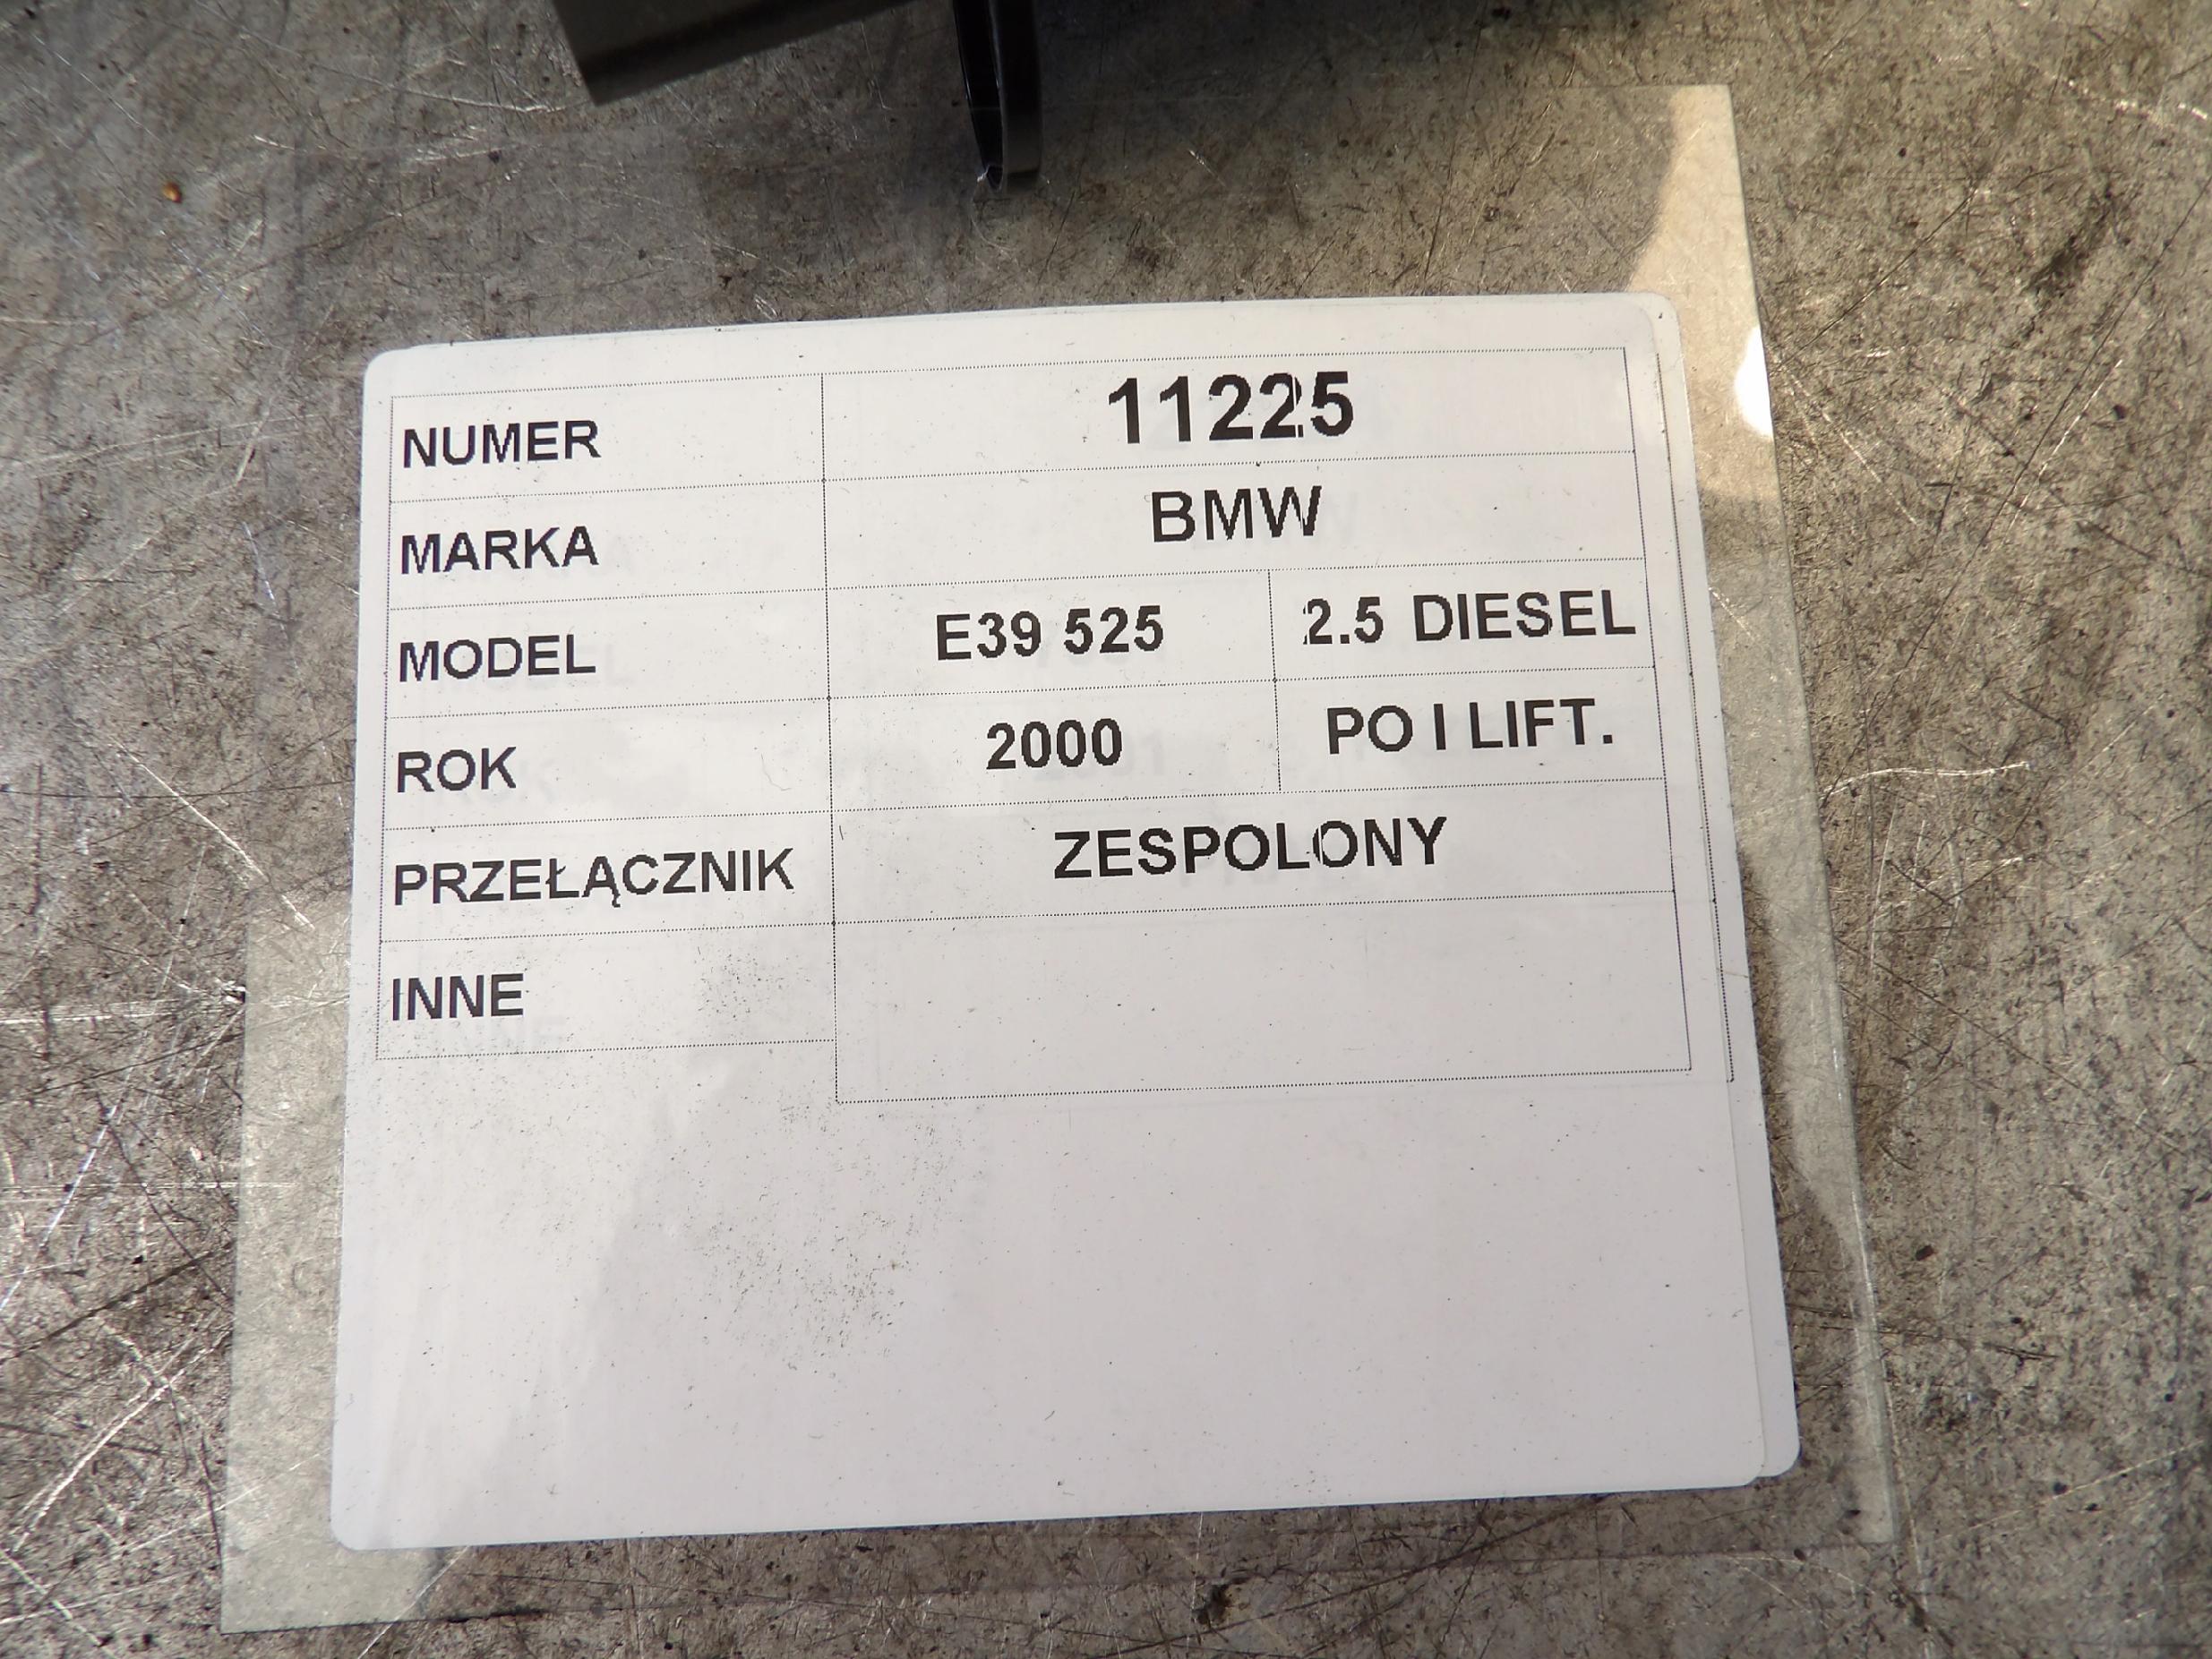 NUMER 11225
MARKA BMW
MODEL E39 525 2.5 DIESEL
ROK 2000 PO I LIFT.
PRZEŁĄCZNIK ZESPOLONY
INNE